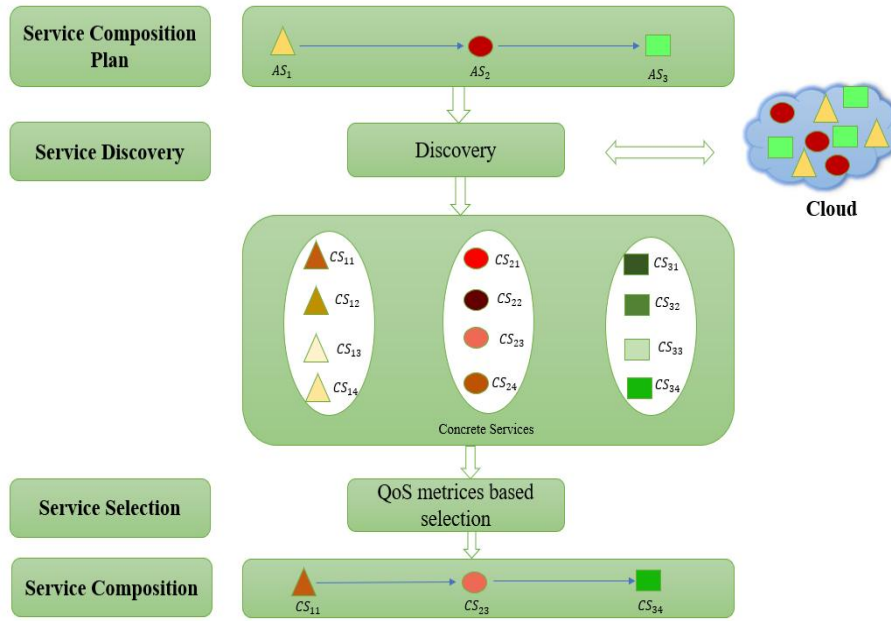 Service Composition
Plan
AS₁
AS₂
AS₃
Service Discovery
Discovery
Cloud
CS₁₁
CS₁₂
CS₁₃
CS₁₄
CS₂₁
CS₂₂
CS₂₃
CS₂₄
CS₃₁
CS₃₂
CS₃₃
CS₃₄
Concrete Services
Service Selection
QoS metrices based
selection
Service Composition
CS₁₁
CS₂₃
CS₃₄